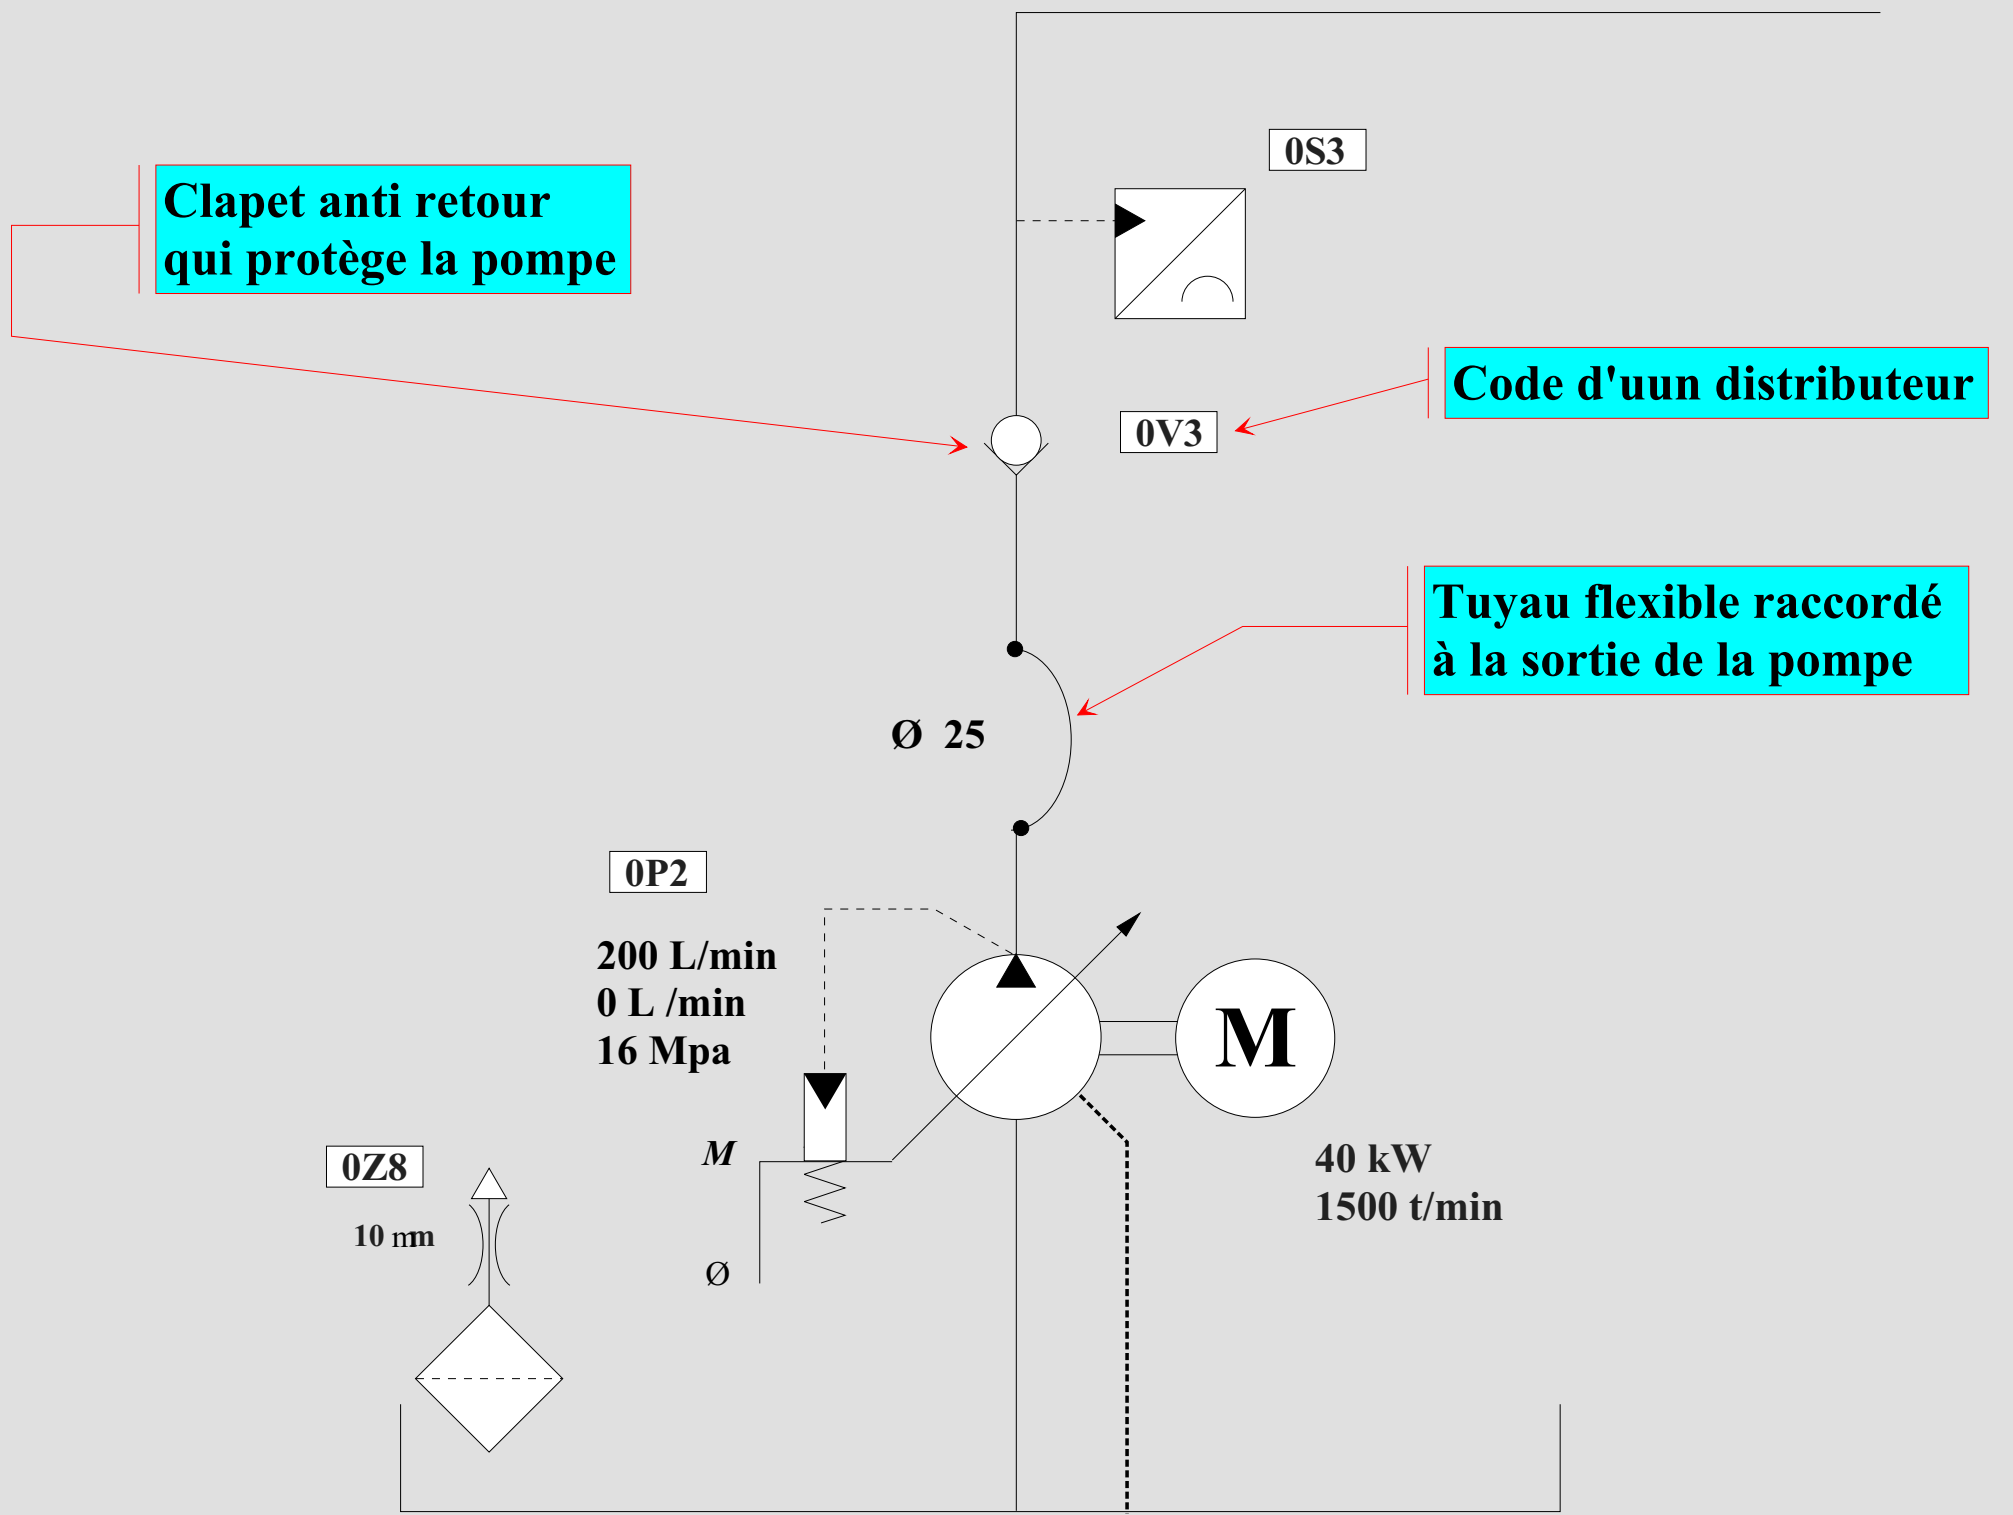 0S3
Clapet anti retour
qui protège la pompe
Code d'uun distributeur
0V3
Tuyau flexible raccordé
à la sortie de la pompe
Ø 25
0P2
200 L/min
0 L /min
16 Mpa
M
M
0Z8
40 kW
1500 t/min
10 mm
Ø